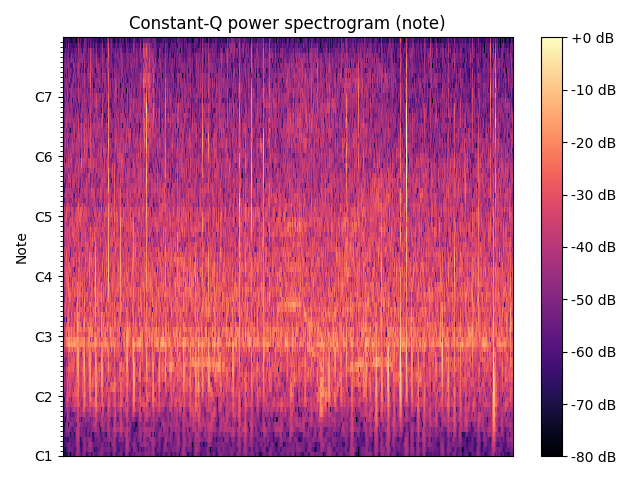 Constant-Q power spectrogram (note)
Note
C7
C6
C5
C4
C3
C2
C1
+0 dB
-10 dB
-20 dB
-30 dB
-40 dB
-50 dB
-60 dB
-70 dB
-80 dB